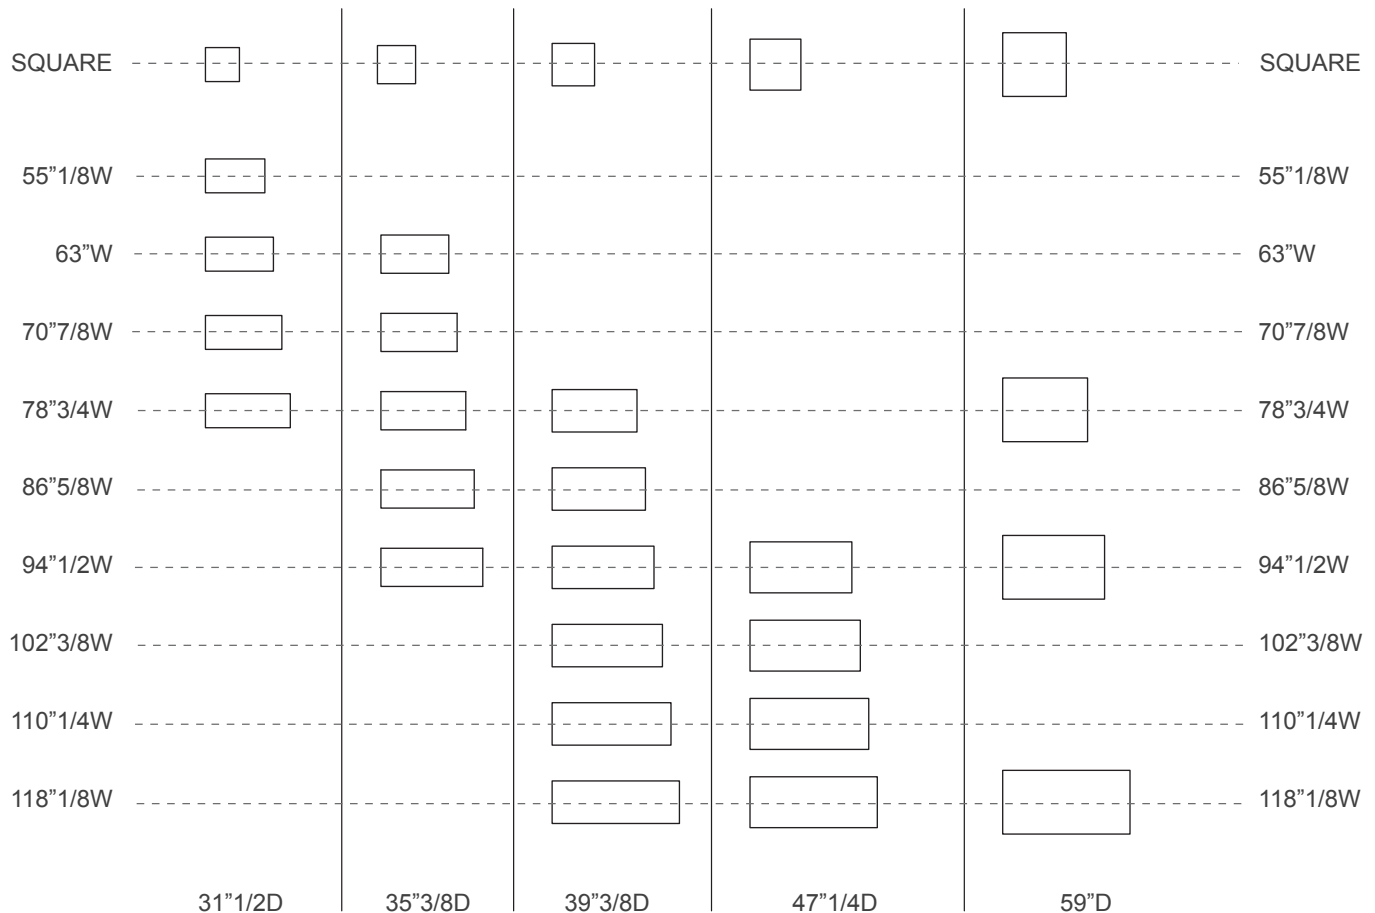 SQUARE SQUARE
55”1/8W 55”1/8W
63”W 63”W
70”7/8W 70”7/8W
78”3/4W 78”3/4W
86”5/8W 86”5/8W
94”1/2W 94”1/2W
102”3/8W 102”3/8W
110”1/4W 110”1/4W
118”1/8W 118”1/8W
31”1/2D 35”3/8D 39”3/8D 47”1/4D 59”D